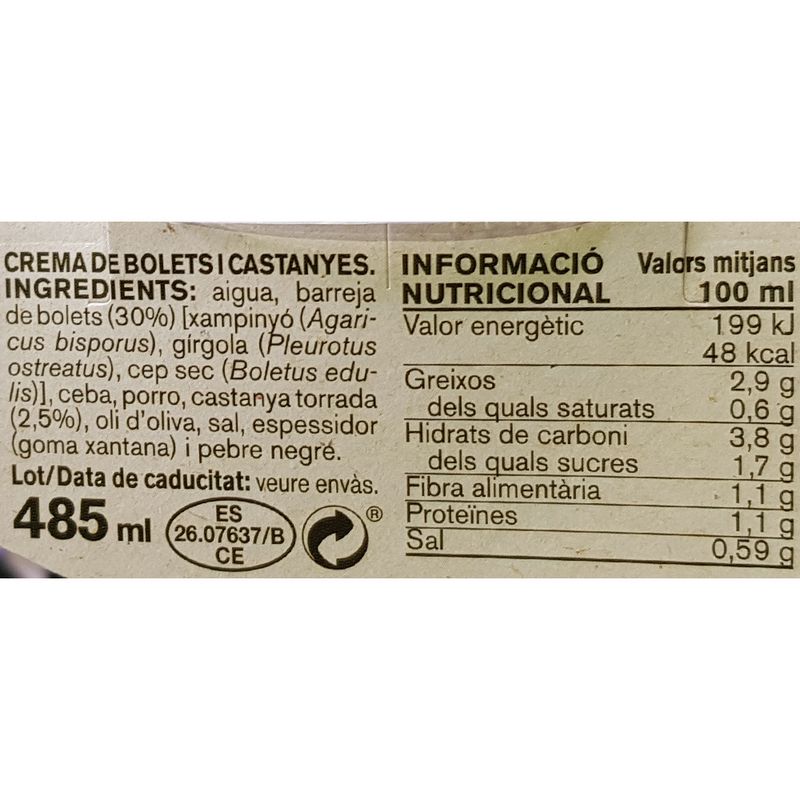 CREMA DE BOLETS I CASTANYES.
INGREDIENTS: aigua, barreja
de bolets (30%) [xampinyó (Agari-
cus bisporus), gírgola (Pleurotus
ostreatus), cep sec (Boletus edu-
lis)], ceba, porro, castanya torrada
(2,5%), oli d'oliva, sal, espessidor
(goma xantana) i pebre negre.
Lot/Data de caducitat: veure envàs.
485 ml
ES
26.07637/B
CE
®
INFORMACIÓ Valors mitjans
NUTRICIONAL 100 ml
Valor energètic 199 kJ
48 kcal
Greixos 2,9 g
dels quals saturats 0,6 g
Hidrats de carboni 3,8 g
dels quals sucres 1,7 g
Fibra alimentària 1,1 g
Proteïnes 1,1 g
Sal 0,59 g